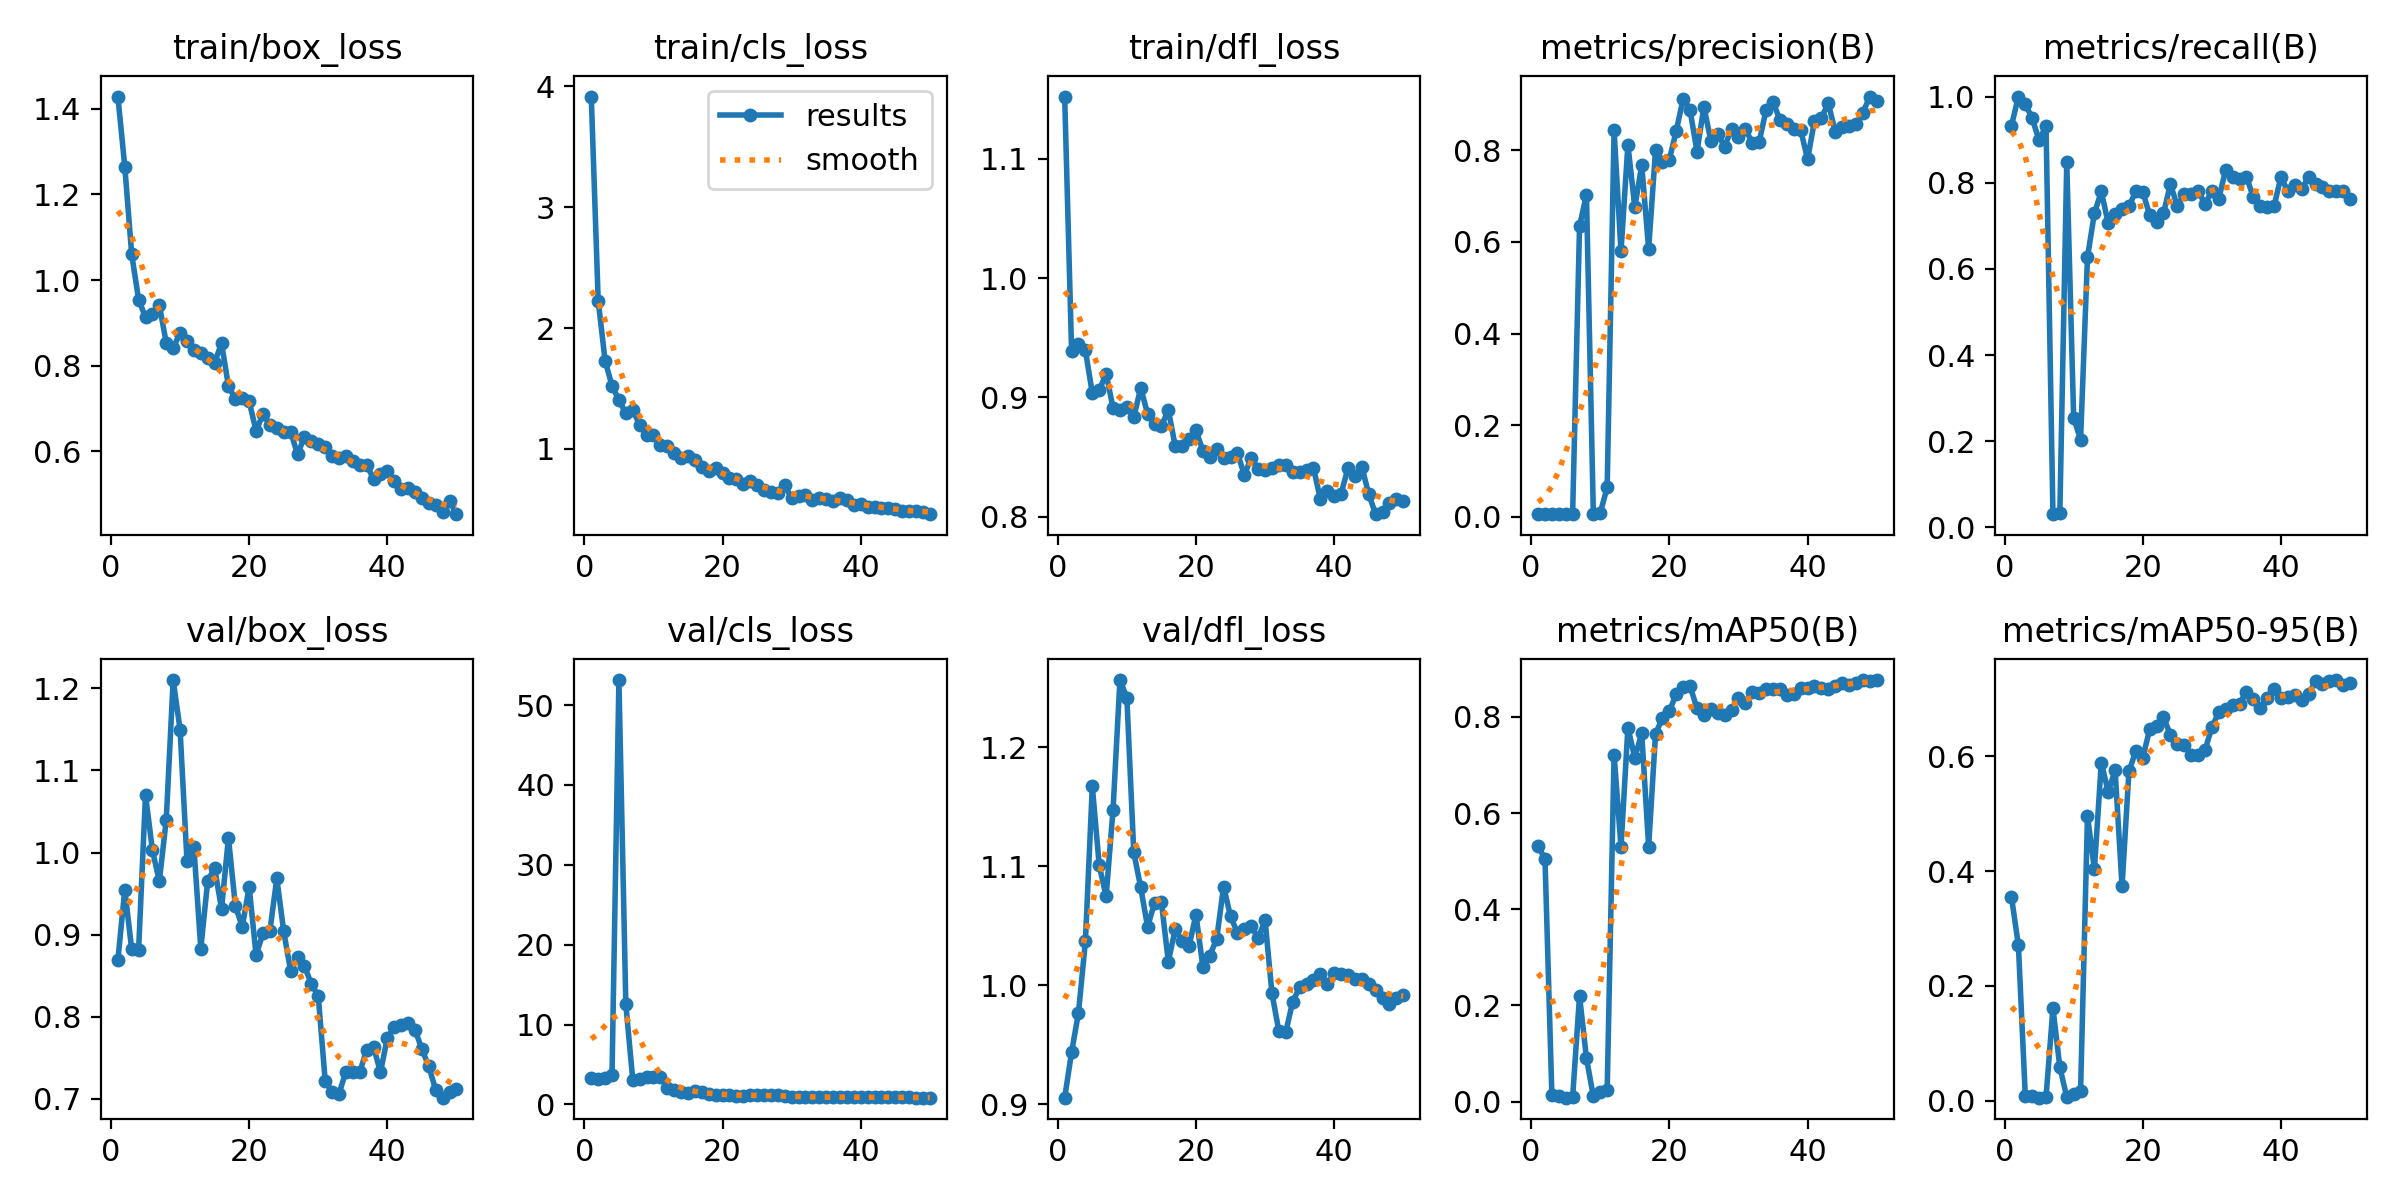 train/box_loss
1.4
1.2
1.0
0.8
0.6
0 20 40
train/cls_loss
results
smooth
4
3
2
1
0 20 40
train/dfl_loss
1.1
1.0
0.9
0.8
0 20 40
metrics/precision(B)
0.8
0.6
0.4
0.2
0.0
0 20 40
metrics/recall(B)
1.0
0.8
0.6
0.4
0.2
0.0
0 20 40
val/box_loss
1.2
1.1
1.0
0.9
0.8
0.7
0 20 40
val/cls_loss
50
40
30
20
10
0
0 20 40
val/dfl_loss
1.2
1.1
1.0
0.9
0 20 40
metrics/mAP50(B)
0.8
0.6
0.4
0.2
0.0
0 20 40
metrics/mAP50-95(B)
0.6
0.4
0.2
0.0
0 20 40